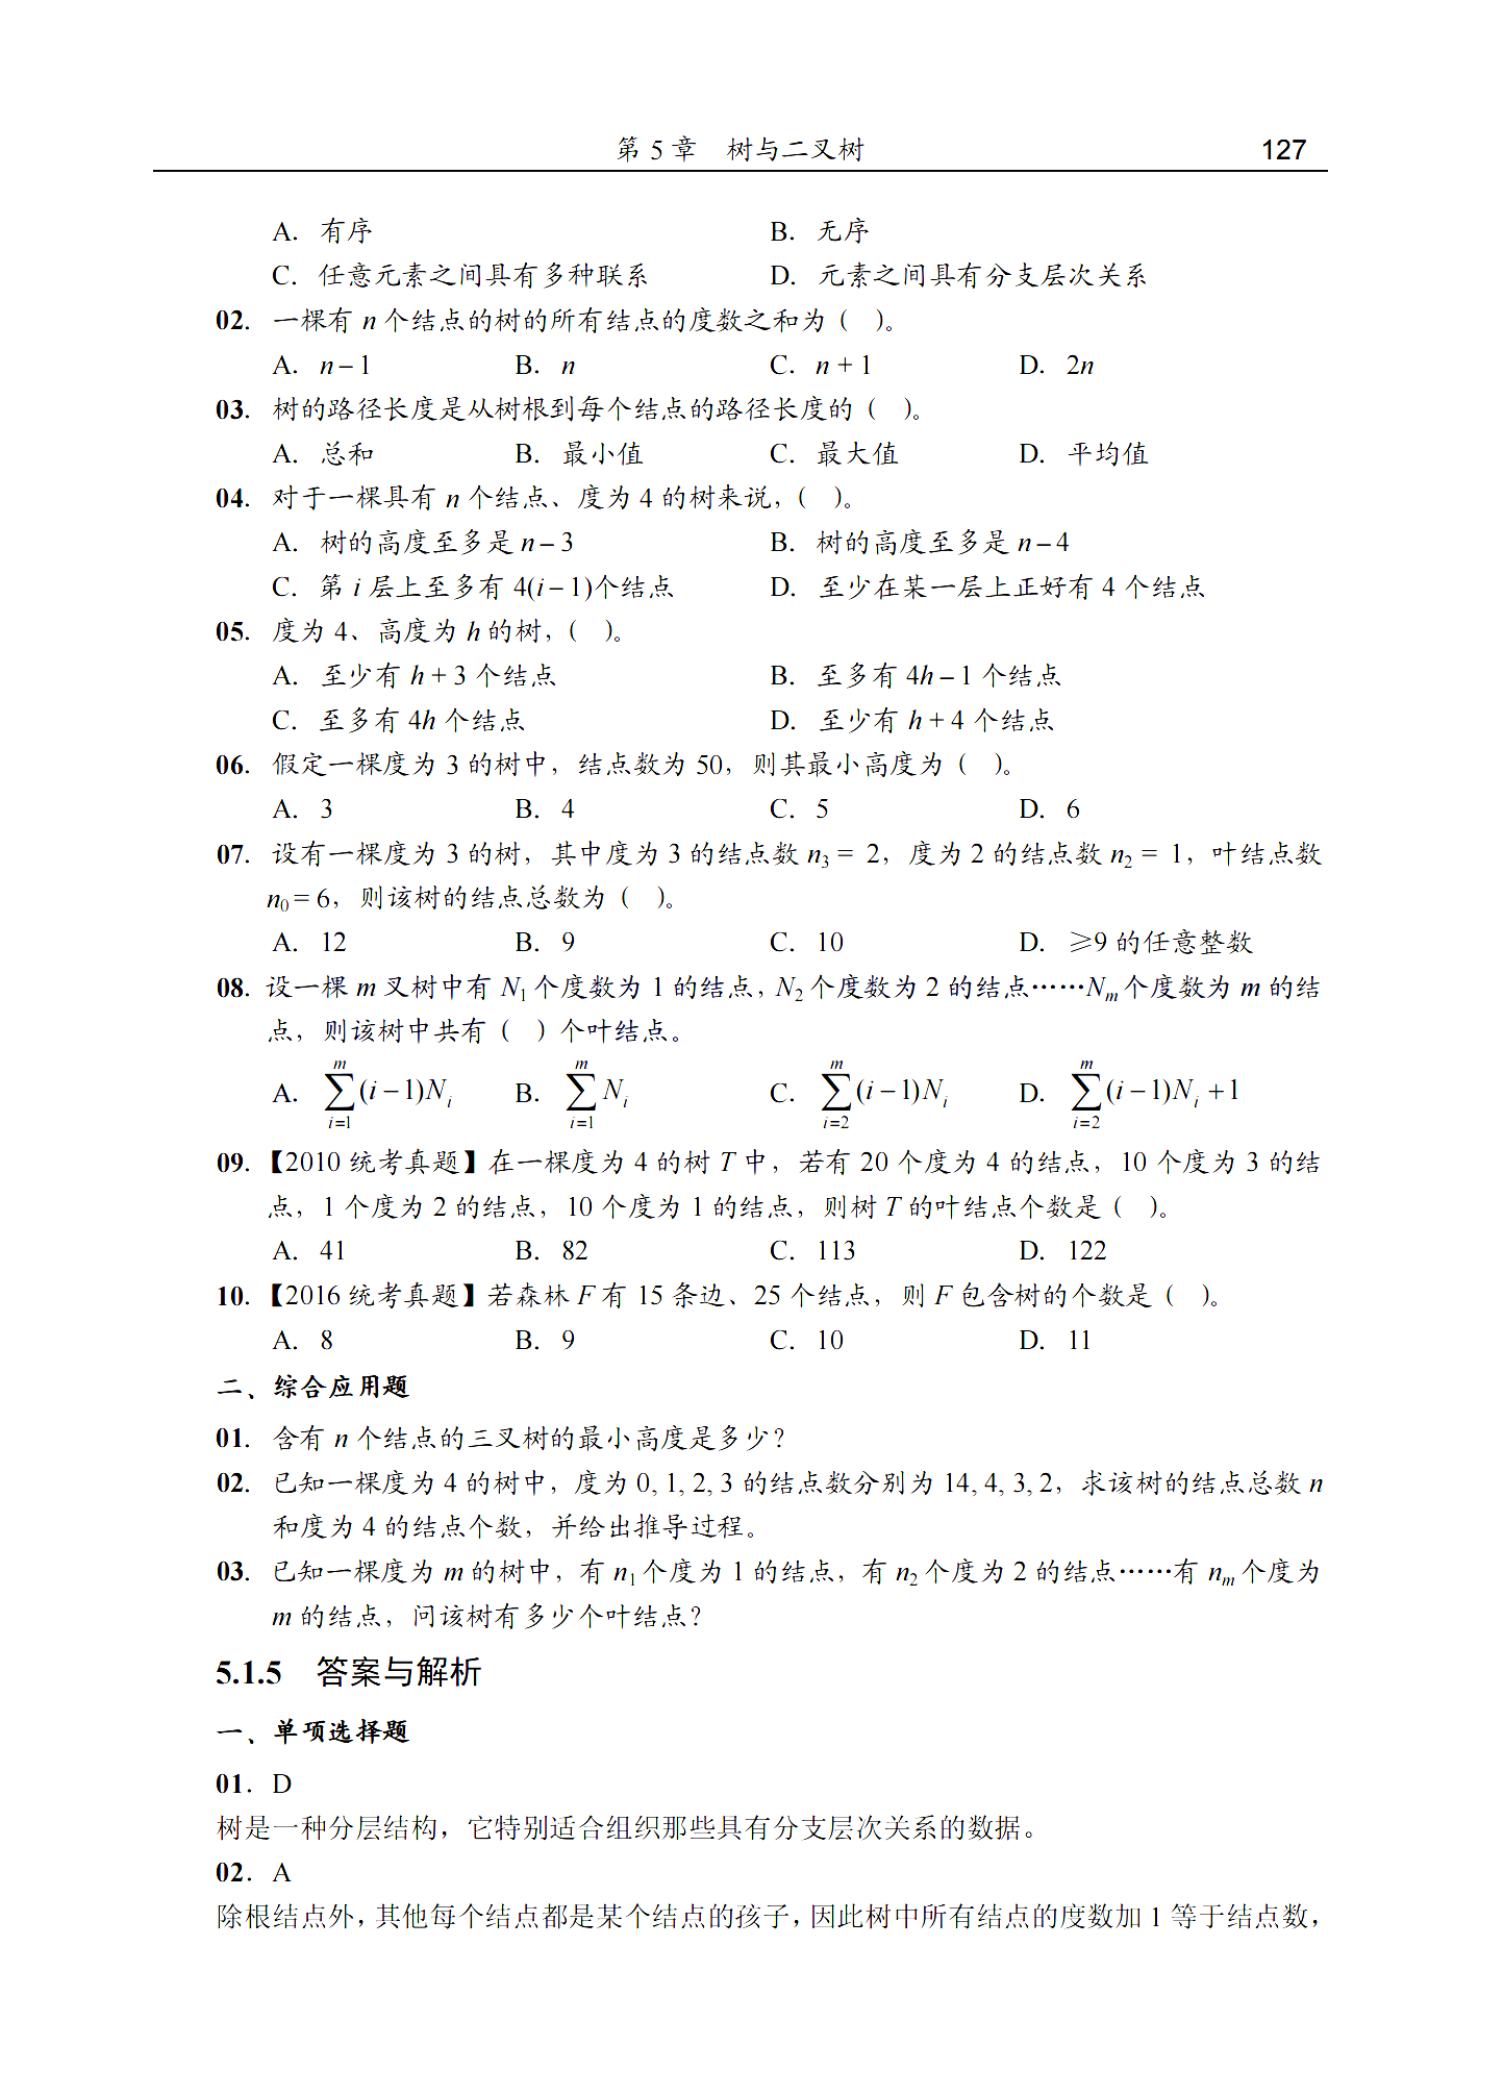 第 5 章 树与二叉树 127
A. 有序 B. 无序
C. 任意元素之间具有多种联系 D. 元素之间具有分支层次关系
02. 一棵有 n 个结点的树的所有结点的度数之和为（ ）。
A. n−1 B. n C. n+1 D. 2n
03. 树的路径长度是从树根到每个结点的路径长度的（ ）。
A. 总和 B. 最小值 C. 最大值 D. 平均值
04. 对于一棵具有 n 个结点、度为 4 的树来说，（ ）。
A. 树的高度至多是 n−3 B. 树的高度至多是 n−4
C. 第 i 层上至多有 4(i−1)个结点 D. 至少在某一层上正好有 4 个结点
05. 度为 4、高度为 h 的树，（ ）。
A. 至少有 h+3 个结点 B. 至多有 4h−1 个结点
C. 至多有 4h 个结点 D. 至少有 h+4 个结点
06. 假定一棵度为 3 的树中，结点数为 50，则其最小高度为（ ）。
A. 3 B. 4 C. 5 D. 6
07. 设有一棵度为 3 的树，其中度为 3 的结点数 n₃ = 2，度为 2 的结点数 n₂ = 1，叶结点数
n₀ = 6，则该树的结点总数为（ ）。
A. 12 B. 9 C. 10 D. ≥9 的任意整数
08. 设一棵 m 叉树中有 N₁ 个度数为 1 的结点，N₂ 个度数为 2 的结点……Nₘ 个度数为 m 的结
点，则该树中共有（ ）个叶结点。
A. ∑_{i=1}^{m}(i−1)N_i B. ∑_{i=1}^{m}N_i C. ∑_{i=2}^{m}(i−1)N_i D. ∑_{i=2}^{m}(i−1)N_i+1
09. 【2010 统考真题】在一棵度为 4 的树 T 中，若有 20 个度为 4 的结点，10 个度为 3 的结
点，1 个度为 2 的结点，10 个度为 1 的结点，则树 T 的叶结点个数是（ ）。
A. 41 B. 82 C. 113 D. 122
10. 【2016 统考真题】若森林 F 有 15 条边、25 个结点，则 F 包含树的个数是（ ）。
A. 8 B. 9 C. 10 D. 11
二、综合应用题
01. 含有 n 个结点的三叉树的最小高度是多少？
02. 已知一棵度为 4 的树中，度为 0, 1, 2, 3 的结点数分别为 14, 4, 3, 2，求该树的结点总数 n
和度为 4 的结点个数，并给出推导过程。
03. 已知一棵度为 m 的树中，有 n₁ 个度为 1 的结点，有 n₂ 个度为 2 的结点……有 nₘ 个度为
m 的结点，问该树有多少个叶结点？
5.1.5 答案与解析
一、单项选择题
01. D
树是一种分层结构，它特别适合组织那些具有分支层次关系的数据。
02. A
除根结点外，其他每个结点都是某个结点的孩子，因此树中所有结点的度数加 1 等于结点数，